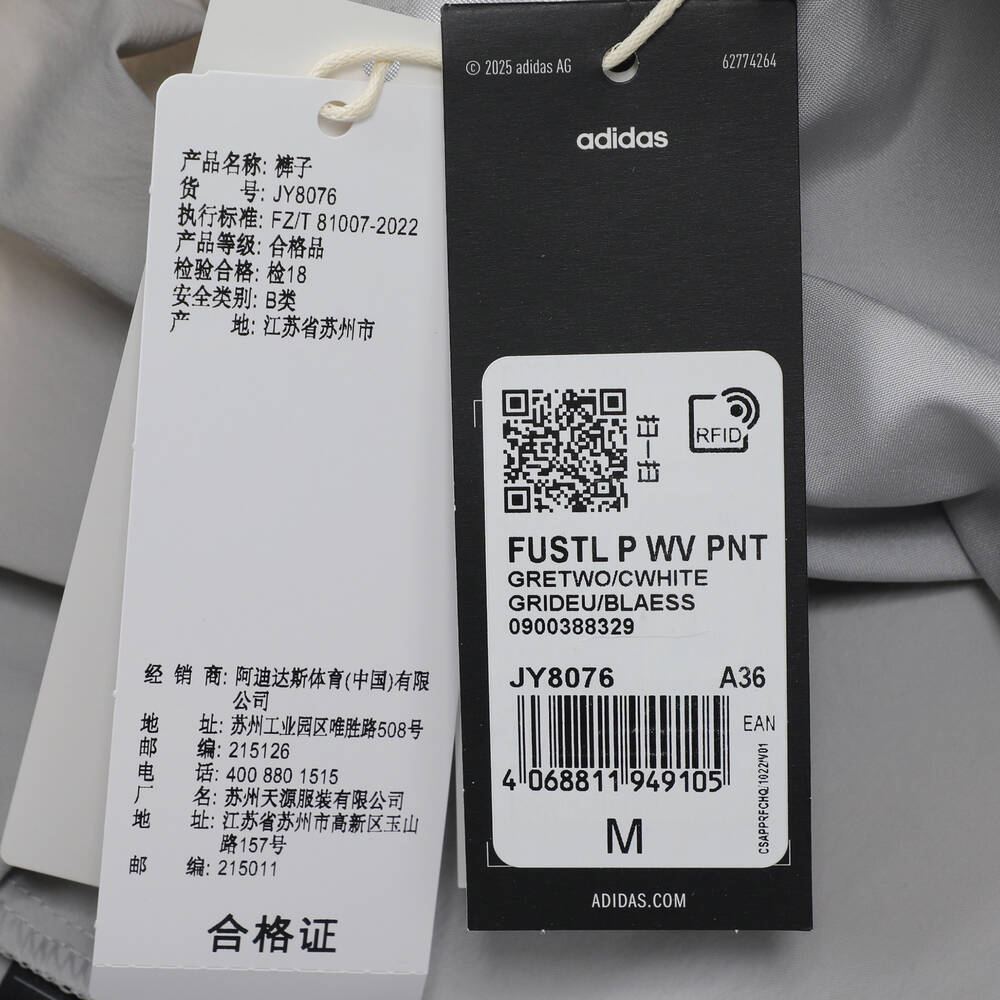 产品名称: 裤子
货 号: JY8076
执行标准: FZ/T 81007-2022
产品等级: 合格品
检验合格: 检18
安全类别: B类
产 地: 江苏省苏州市
经 销 商: 阿迪达斯体育(中国)有限
公司
地 址: 苏州工业园区唯胜路508号
邮 编: 215126
电 话: 400 880 1515
厂 名: 苏州天源服装有限公司
地 址: 江苏省苏州市高新区玉山
路157号
邮 编: 215011
合格证
© 2025 adidas AG
62774264
adidas
扫一扫
RFID
FUSTL P WV PNT
GRETWO/CWHITE
GRIDEU/BLAESS
0900388329
JY8076 A36
EAN
4 068811 949105
M
CSAPPRFCHQ/1022/V01
ADIDAS.COM